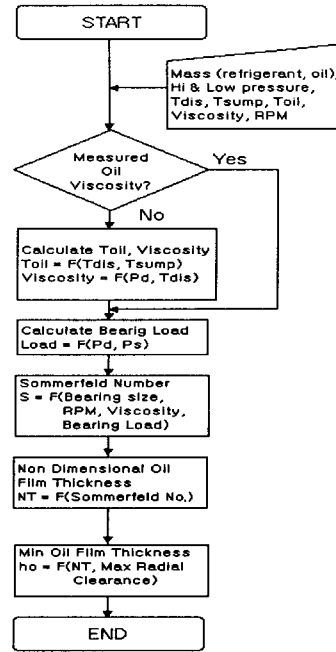 START
Mass (refrigerant, oil),
Hi & Low pressure,
Tdis, Tsump, Toil,
Viscosity, RPM
Measured
Oil
Viscosity?
Yes
No
Calculate Toil, Viscosity
Toil = F(Tdis, Tsump)
Viscosity = F(Pd, Tdis)
Calculate Bearig Load
Load = F(Pd, Ps)
Sommerfeld Number
S = F(Bearing size,
RPM, Viscosity,
Bearing Load)
Non Dimensional Oil
Film Thickness
NT = F(Sommerfeld No.)
Min Oil Film Thickness
ho = F(NT, Max Radial
Clearance)
END